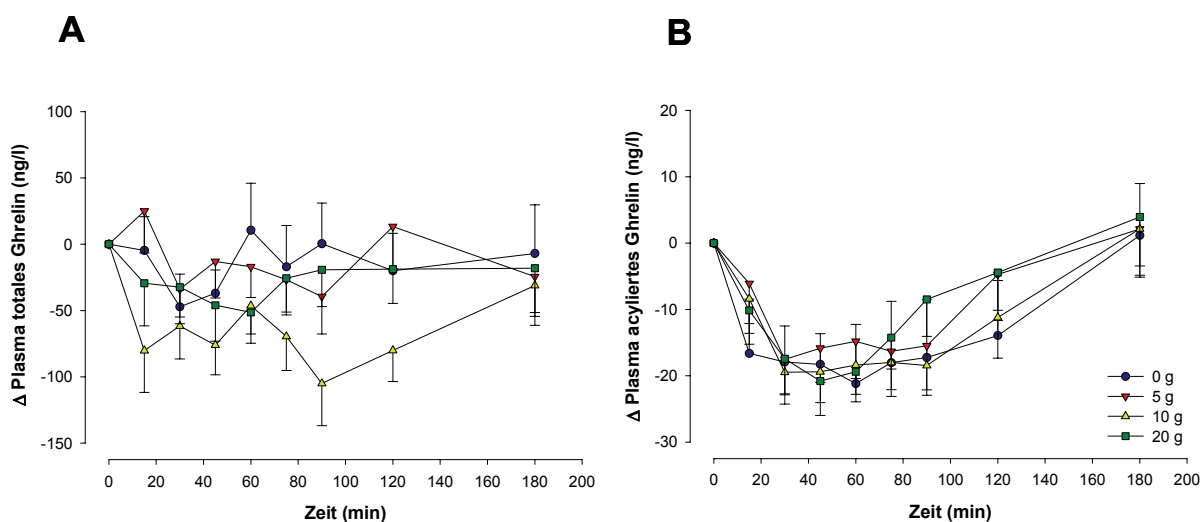 A
B
Δ Plasma totales Ghrelin (ng/l)
100
50
0
-50
-100
-150
0 20 40 60 80 100 120 140 160 180 200
Zeit (min)
Δ Plasma acyliertes Ghrelin (ng/l)
20
10
0
-10
-20
-30
0 g
5 g
10 g
20 g
0 20 40 60 80 100 120 140 160 180 200
Zeit (min)